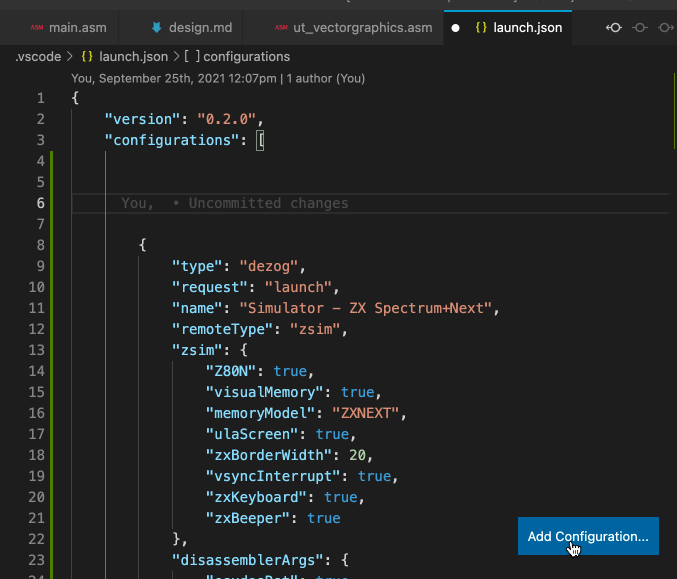 ASM main.asm design.md ASM ut_vectorgraphics.asm {} launch.json
.vscode > {} launch.json > [ ] configurations
You, September 25th, 2021 12:07pm | 1 author (You)
1 {
2 "version": "0.2.0",
3 "configurations": [
4
5
6 You, • Uncommitted changes
7
8 {
9 "type": "dezog",
10 "request": "launch",
11 "name": "Simulator - ZX Spectrum+Next",
12 "remoteType": "zsim",
13 "zsim": {
14 "Z80N": true,
15 "visualMemory": true,
16 "memoryModel": "ZXNEXT",
17 "ulaScreen": true,
18 "zxBorderWidth": 20,
19 "vsyncInterrupt": true,
20 "zxKeyboard": true,
21 "zxBeeper": true
22 },
23 "disassemblerArgs": {
Add Configuration...